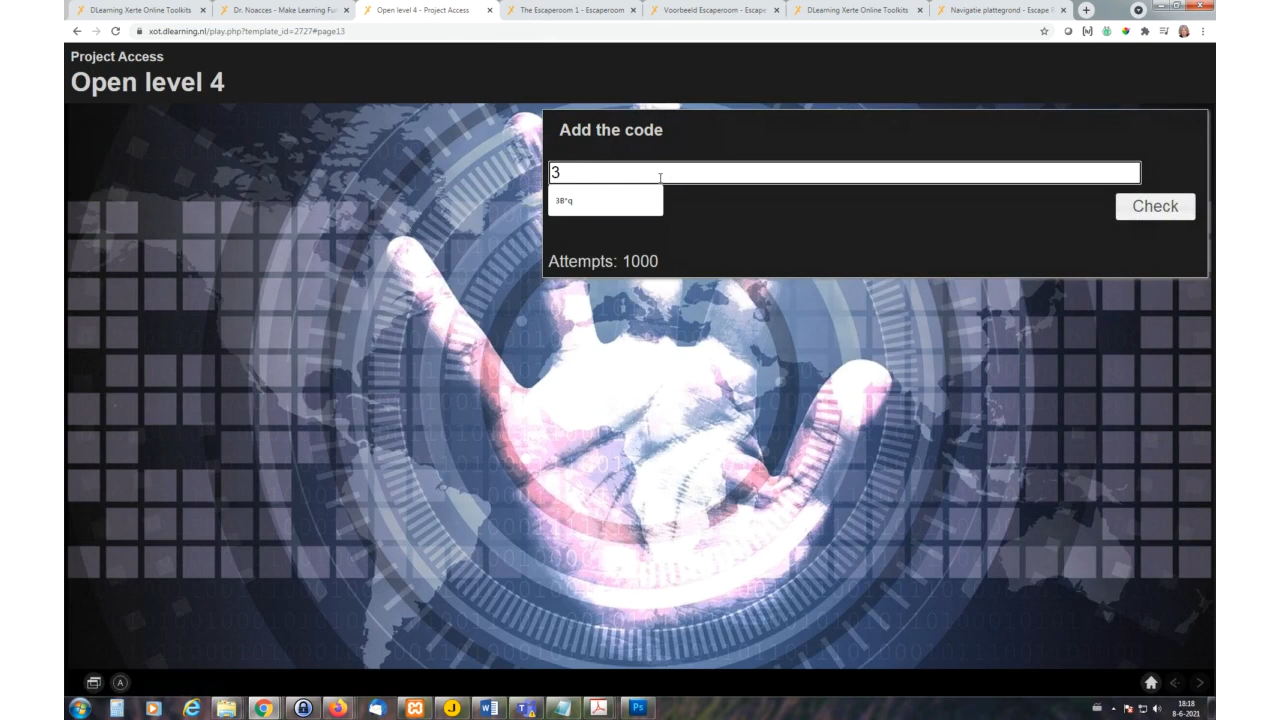 DLearning Xerte Online Toolkits
Dr. Noacces - Make Learning Fu
Open level 4 - Project Access
The Escaperoom 1 - Escaperoom
Voorbeeld Escaperoom - Escape
DLearning Xerte Online Toolkits
Navigatie plattegrond - Escape R
xot.dlearning.nl/play.php?template_id=2727#page13
Project Access
Open level 4
Add the code
3
3B^q
Check
Attempts: 1000
A
18:18
8-6-2021